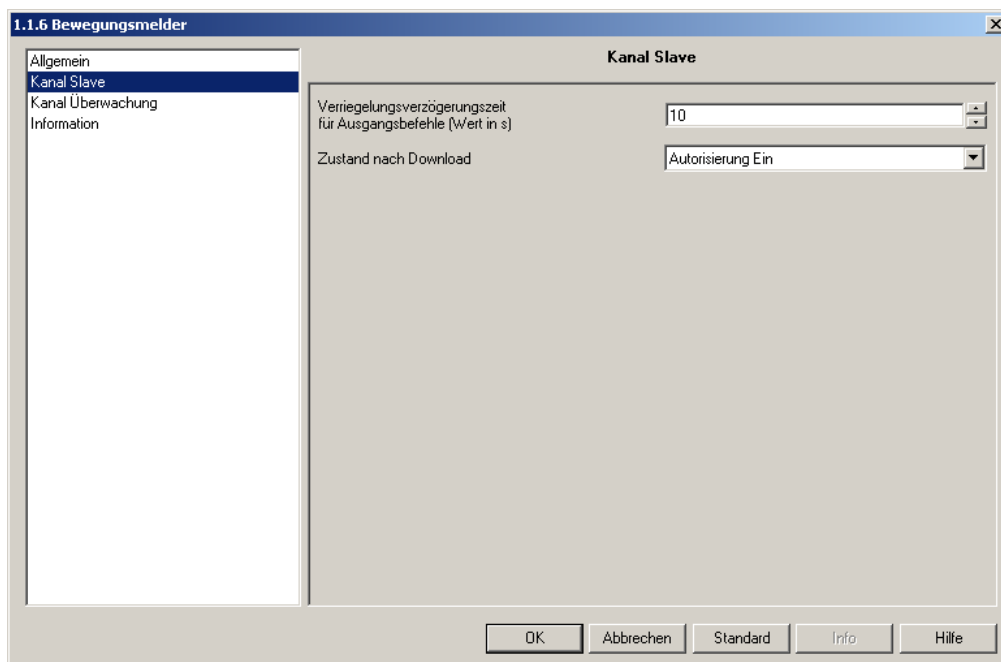 1.1.6 Bewegungsmelder
Allgemein
Kanal Slave
Kanal Überwachung
Information
Kanal Slave
Verriegelungsverzögerungszeit
für Ausgangsbefehle (Wert in s)
10
Zustand nach Download
Autorisierung Ein
OK
Abbrechen
Standard
Info
Hilfe